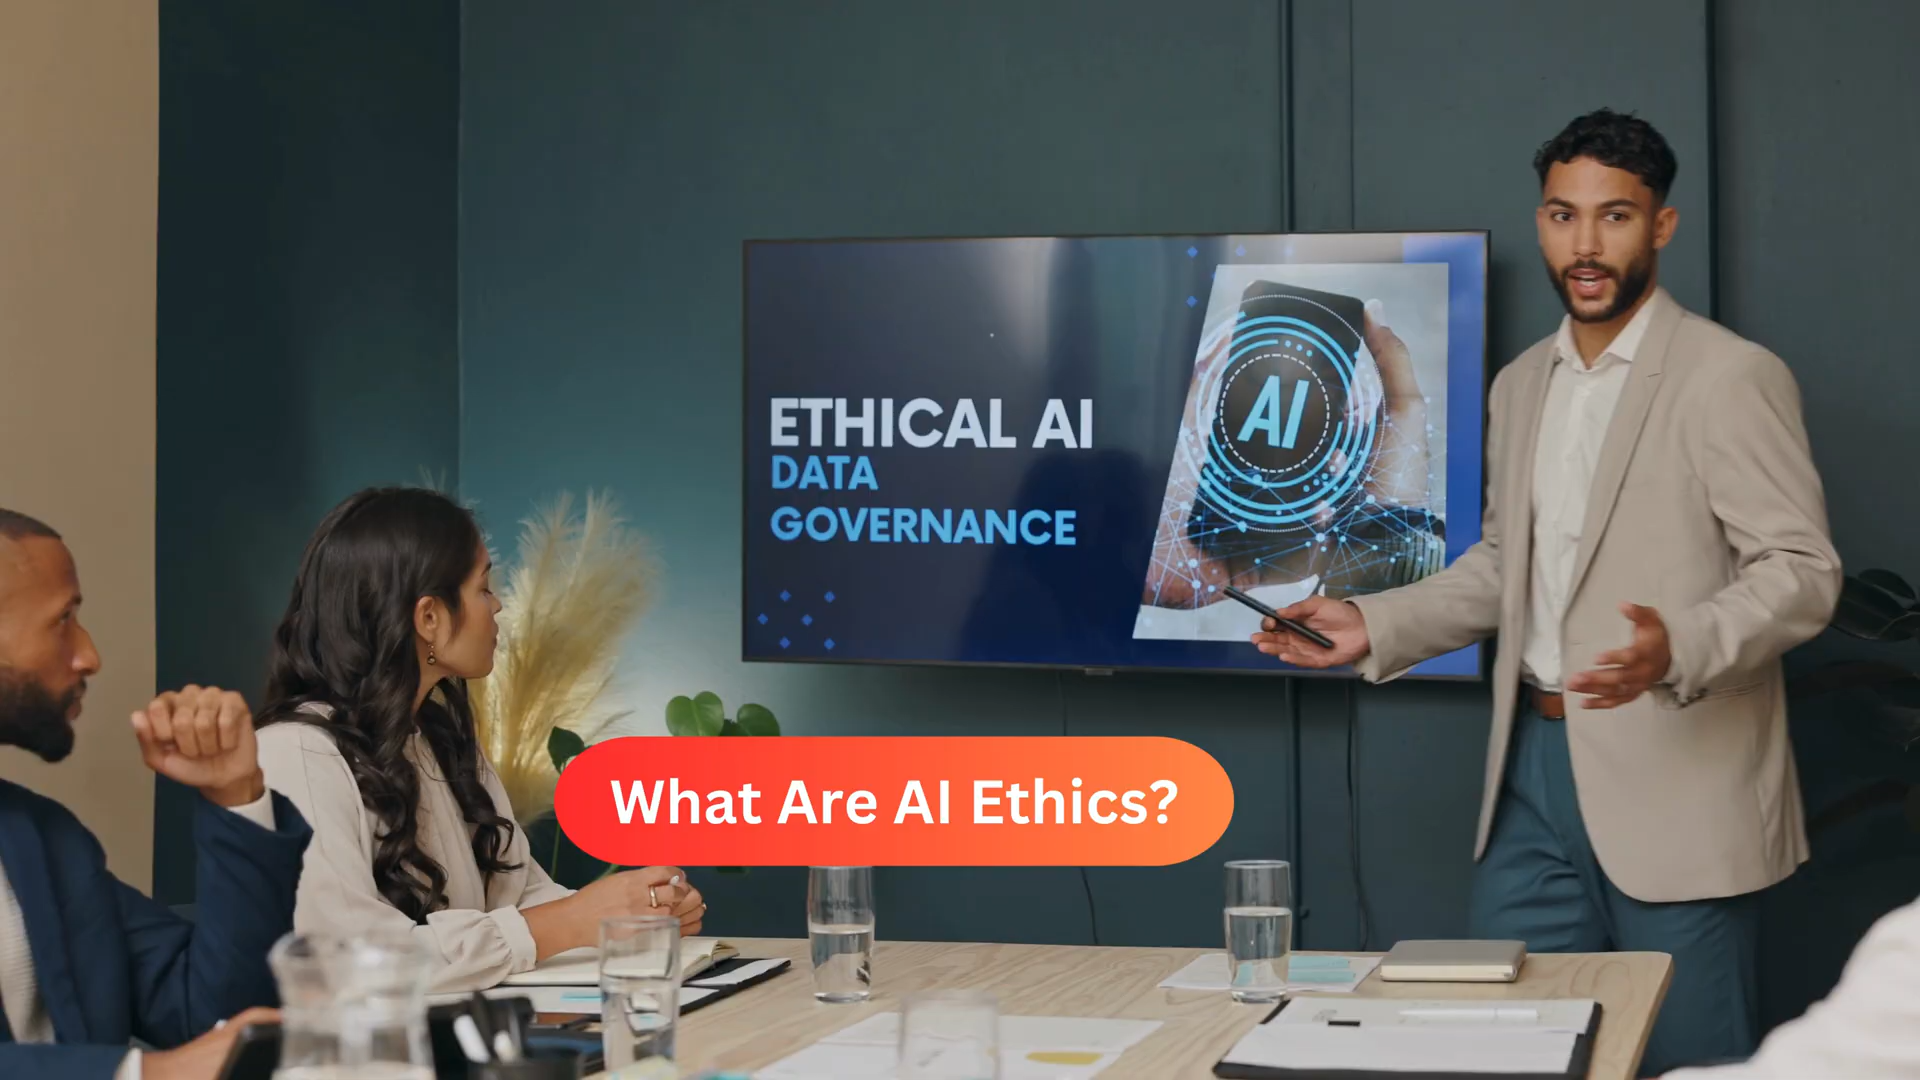 ETHICAL AI
DATA
GOVERNANCE
AI
What Are AI Ethics?